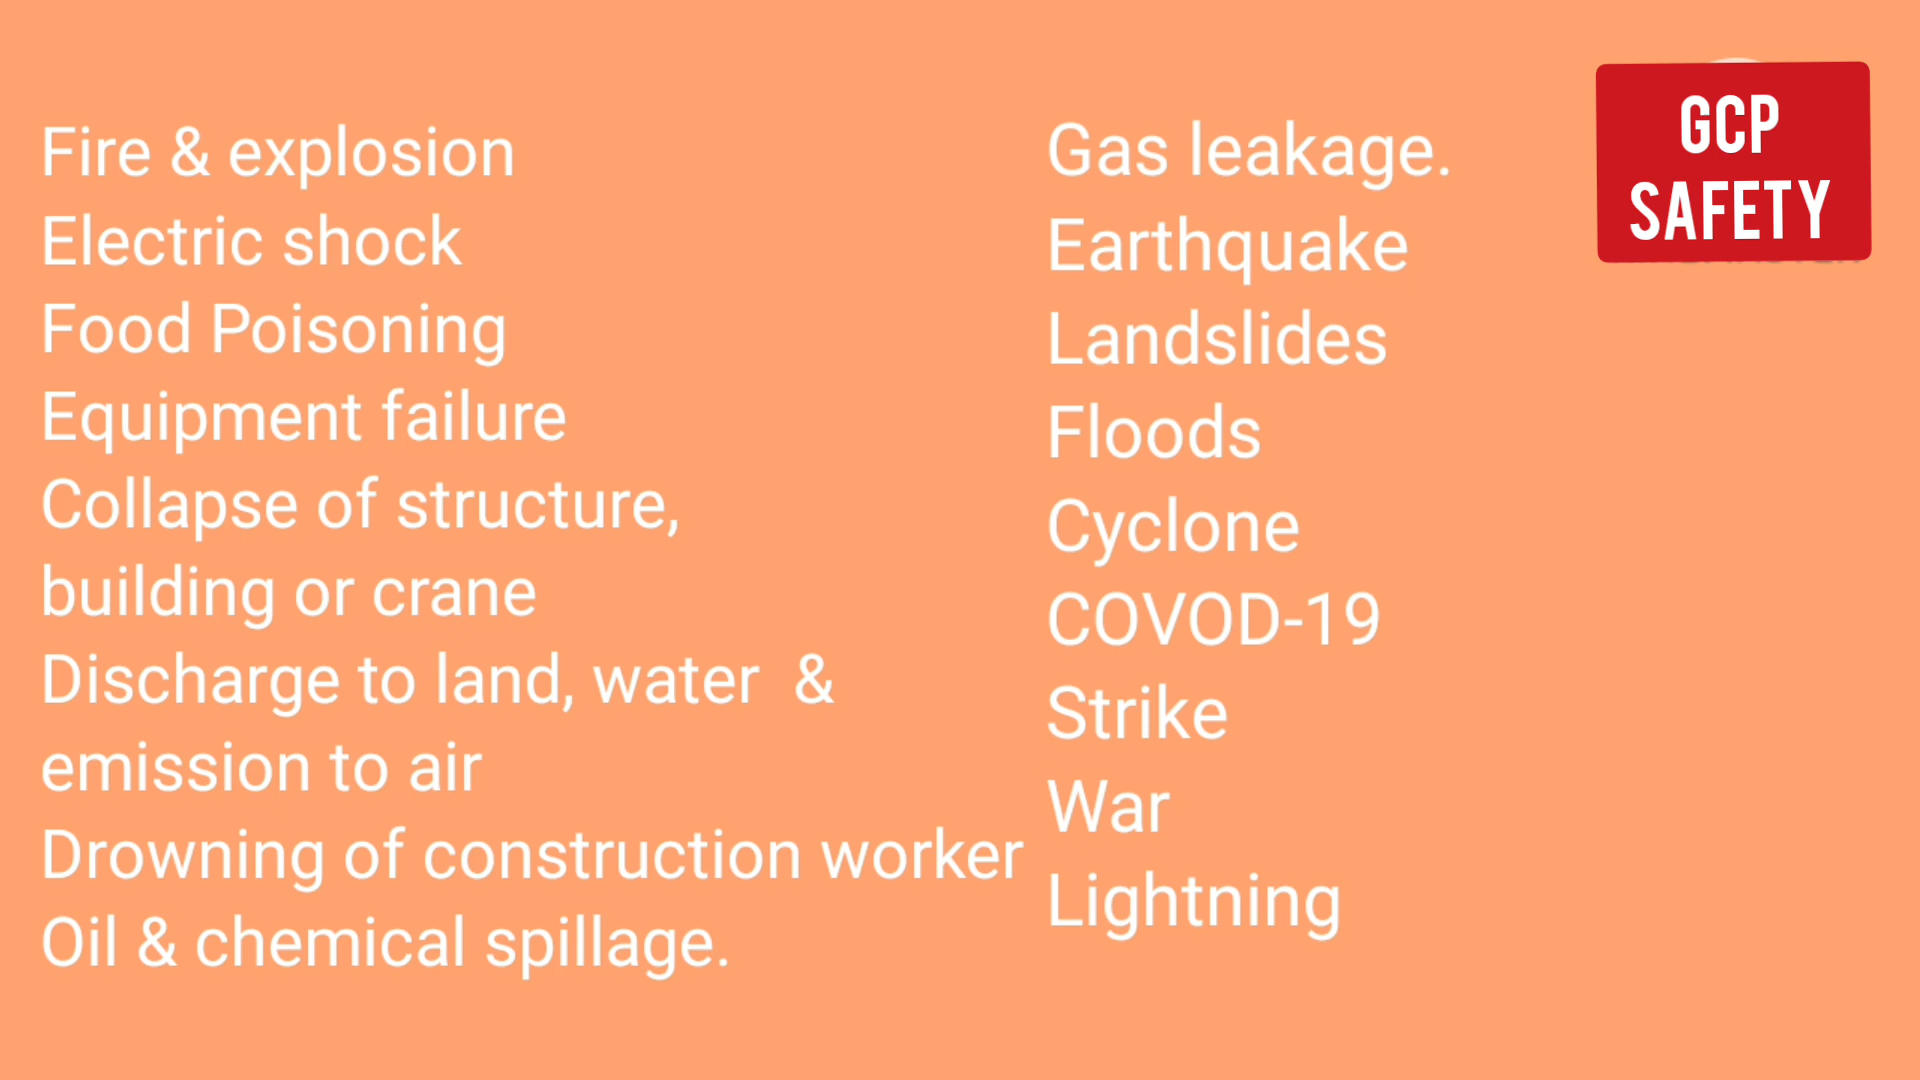 Fire & explosion
Electric shock
Food Poisoning
Equipment failure
Collapse of structure,
building or crane
Discharge to land, water  &
emission to air
Drowning of construction worker
Oil & chemical spillage.
Gas leakage.
Earthquake
Landslides
Floods
Cyclone
COVOD-19
Strike
War
Lightning
GCP
SAFETY